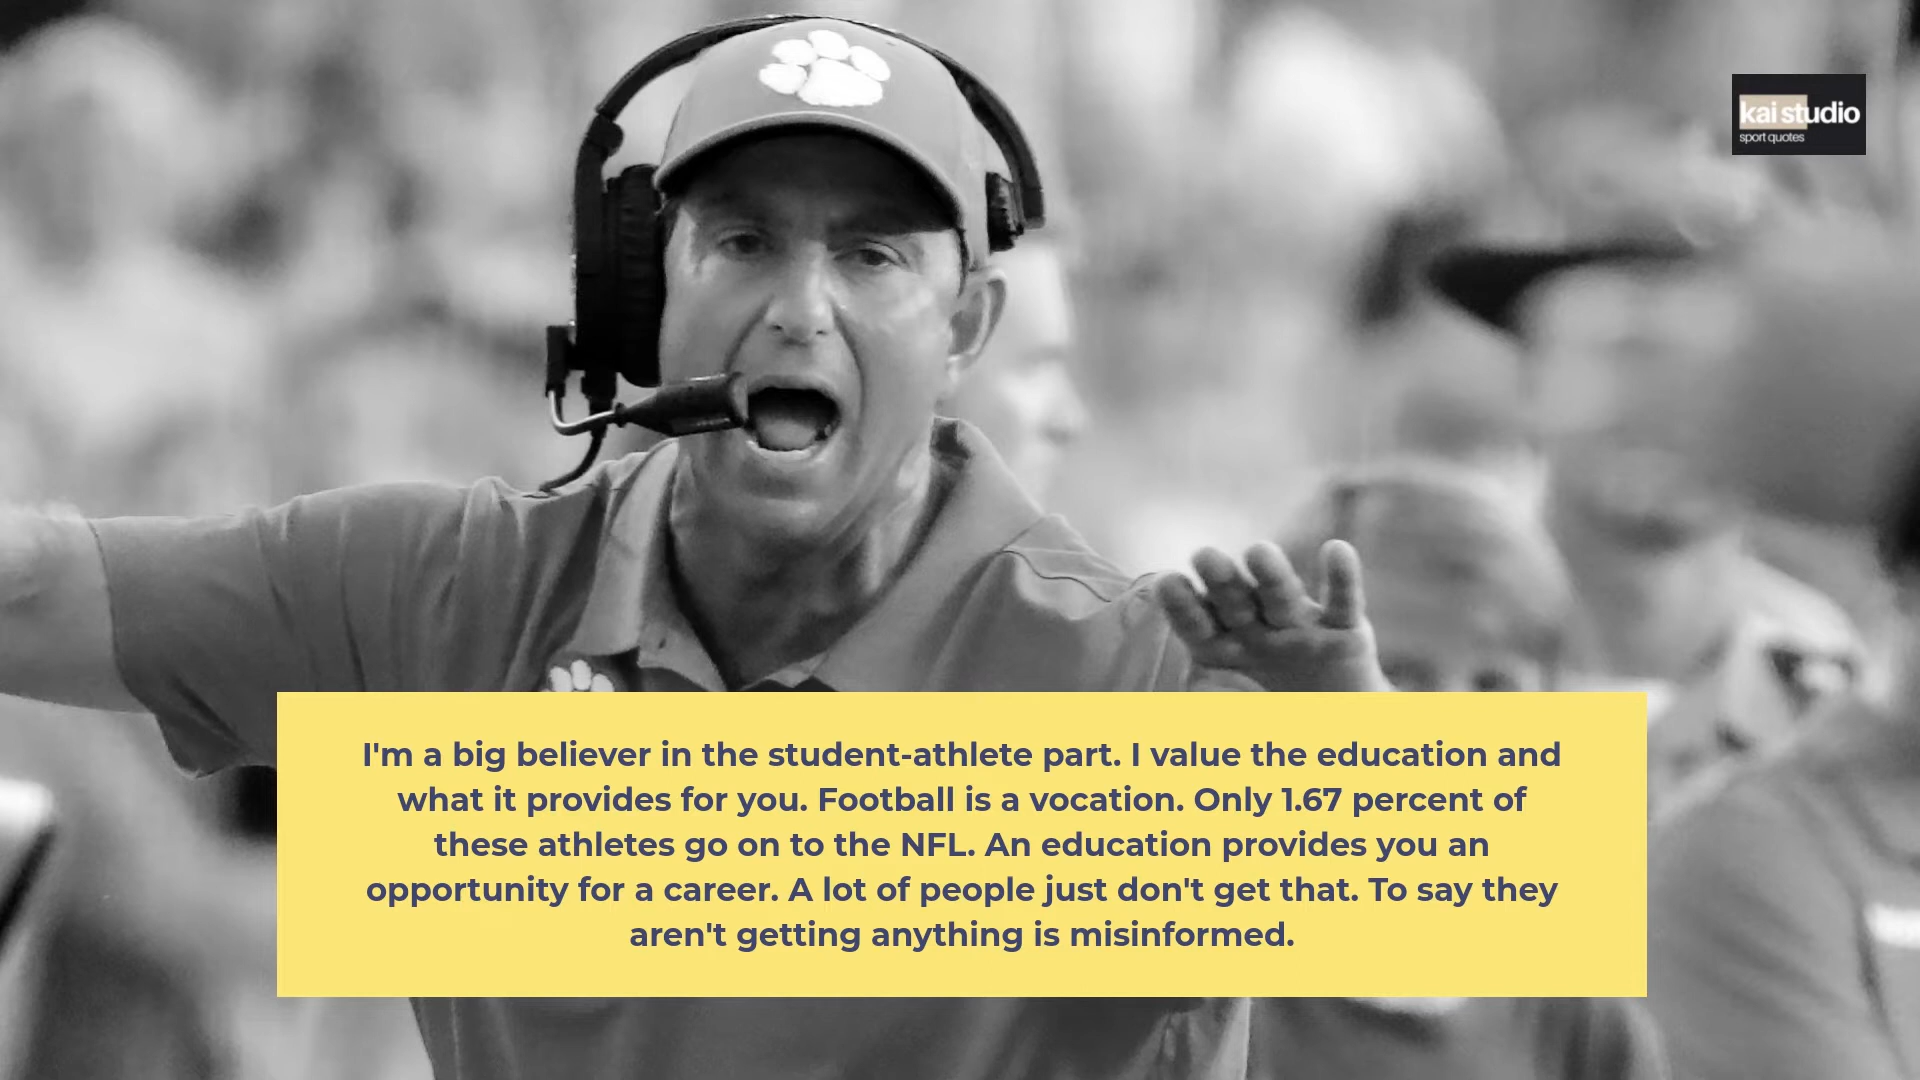 kai studio
sport quotes
I'm a big believer in the student-athlete part. I value the education and
what it provides for you. Football is a vocation. Only 1.67 percent of
these athletes go on to the NFL. An education provides you an
opportunity for a career. A lot of people just don't get that. To say they
aren't getting anything is misinformed.